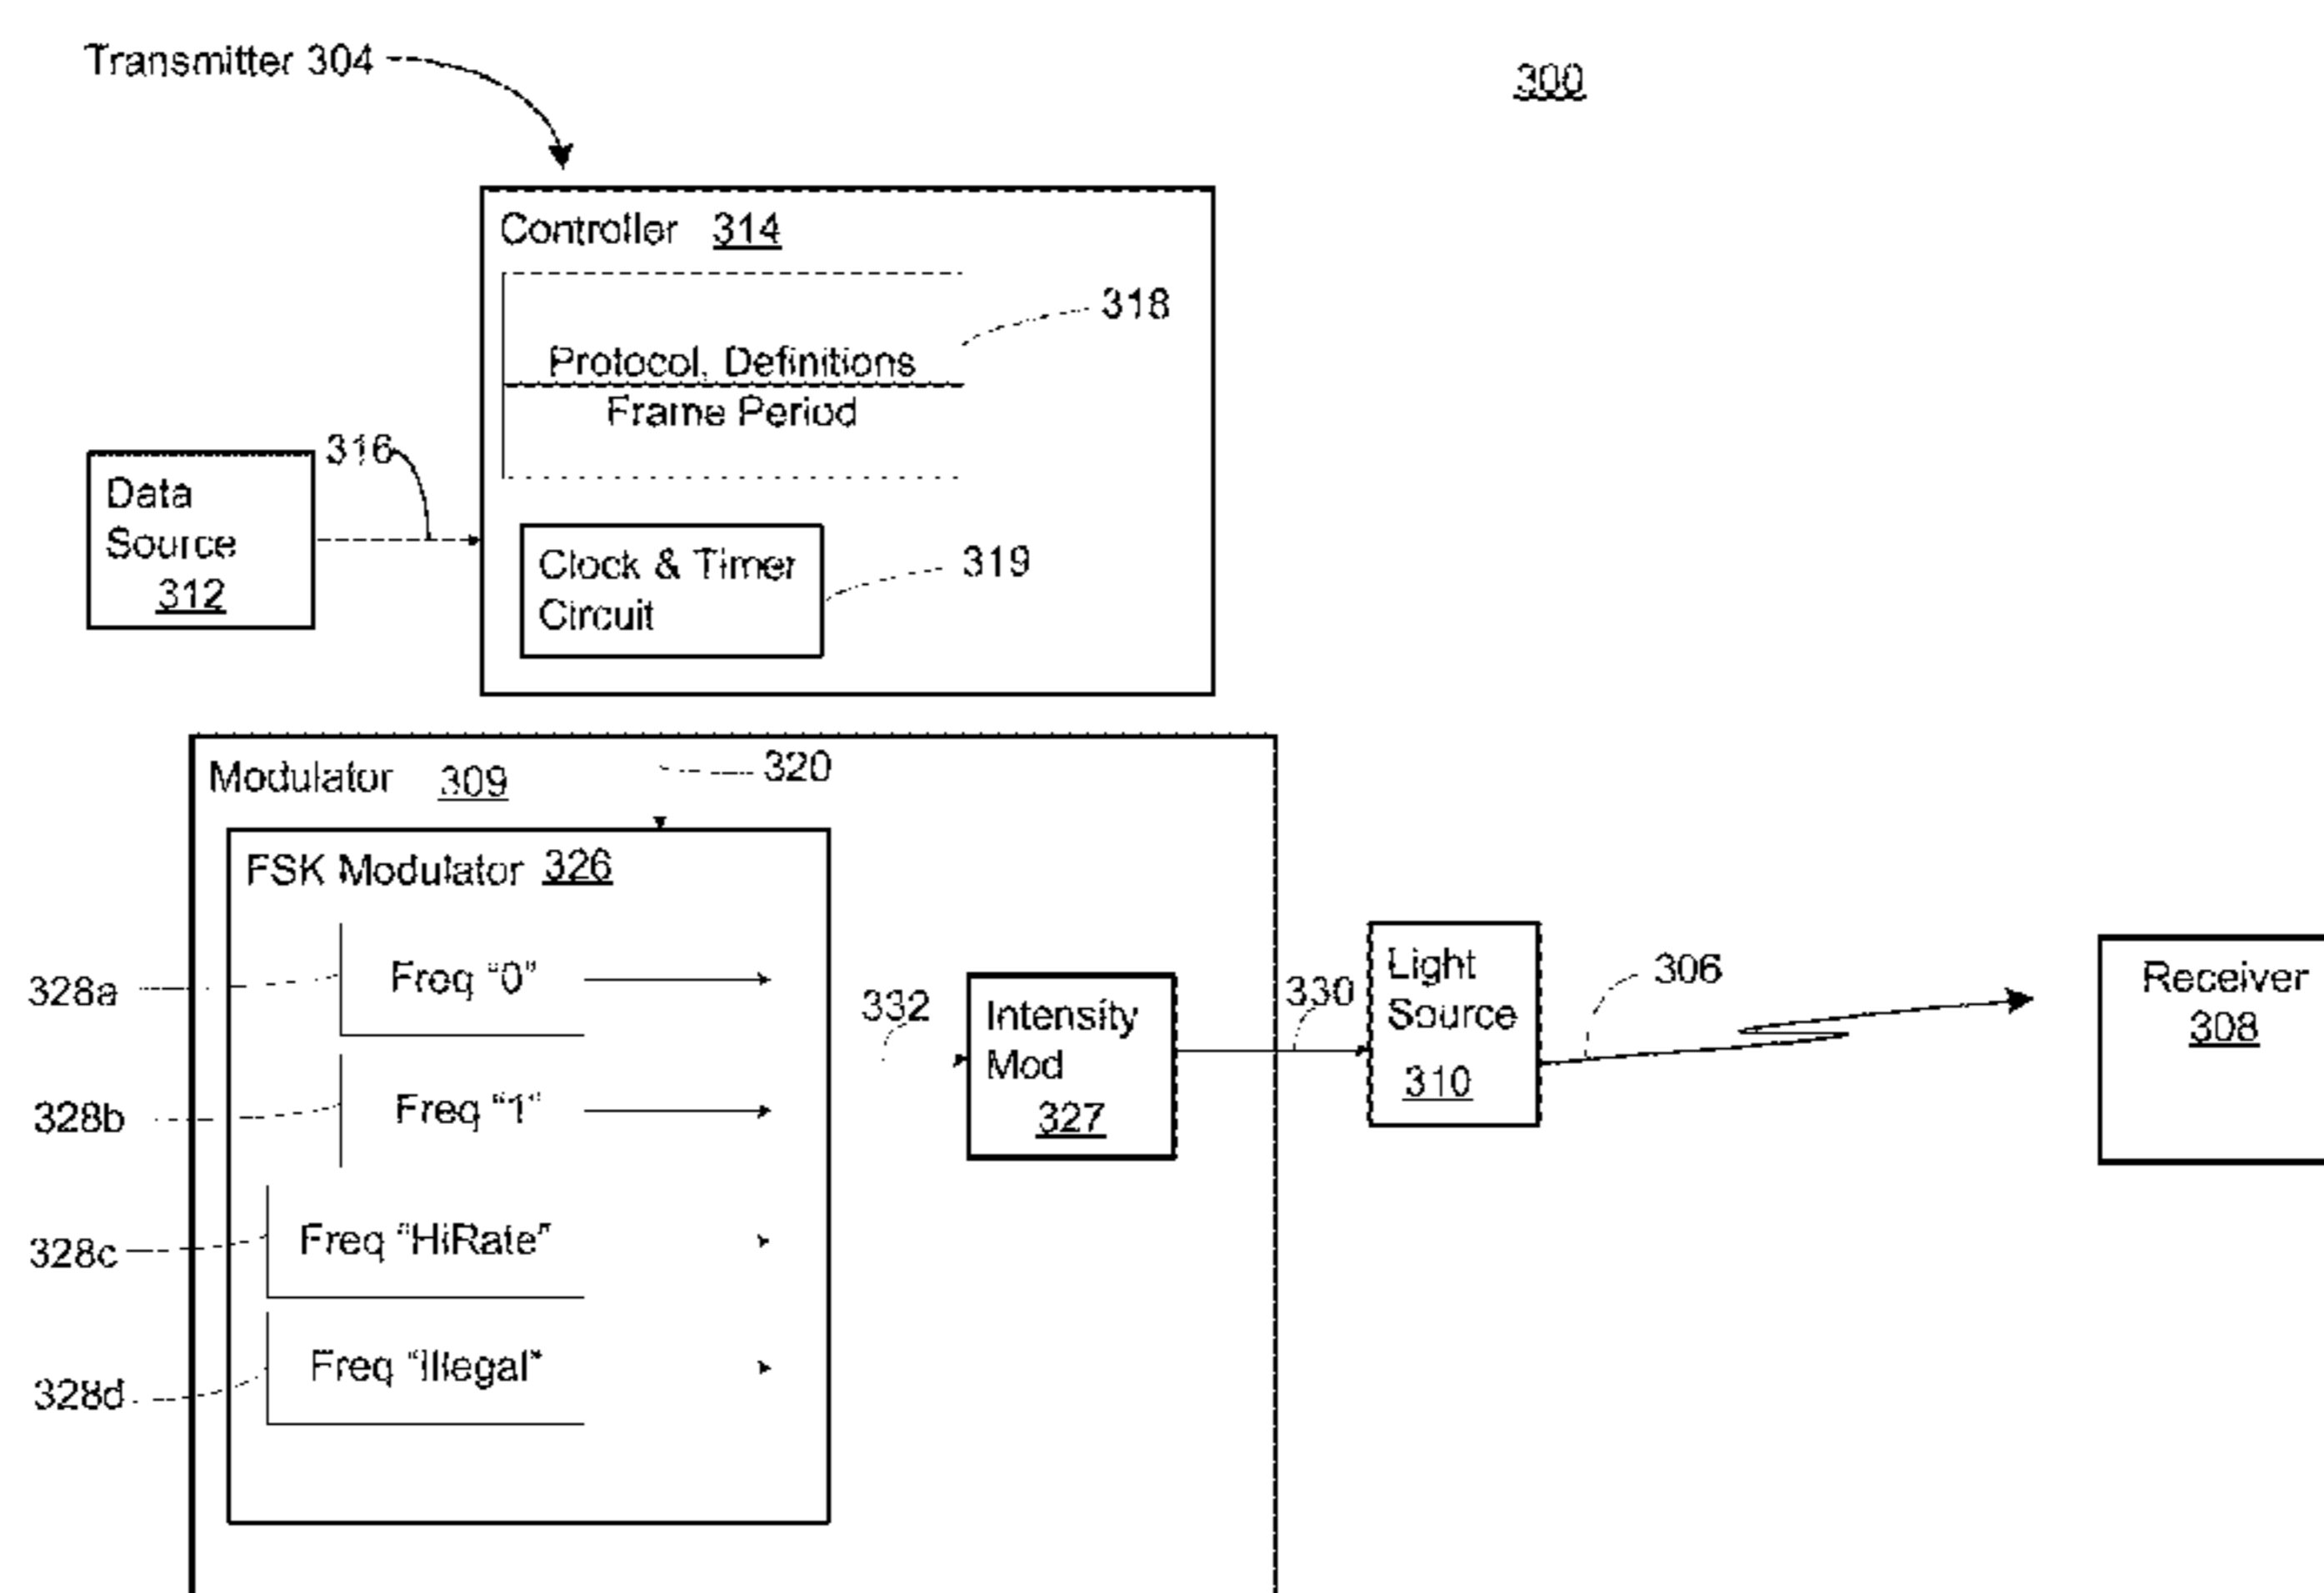 Transmitter 304
300
Controller 314
318
Protocol, Definitions
Frame Period
316
Data
Source
312
Clock & Timer
Circuit
319
Modulator 309
320
FSK Modulator 326
328a
Freq "0"
328b
Freq "1"
328c
Freq "HiRate"
328d
Freq "Illegal"
332
Intensity
Mod
327
330
Light
Source
310
306
Receiver
308